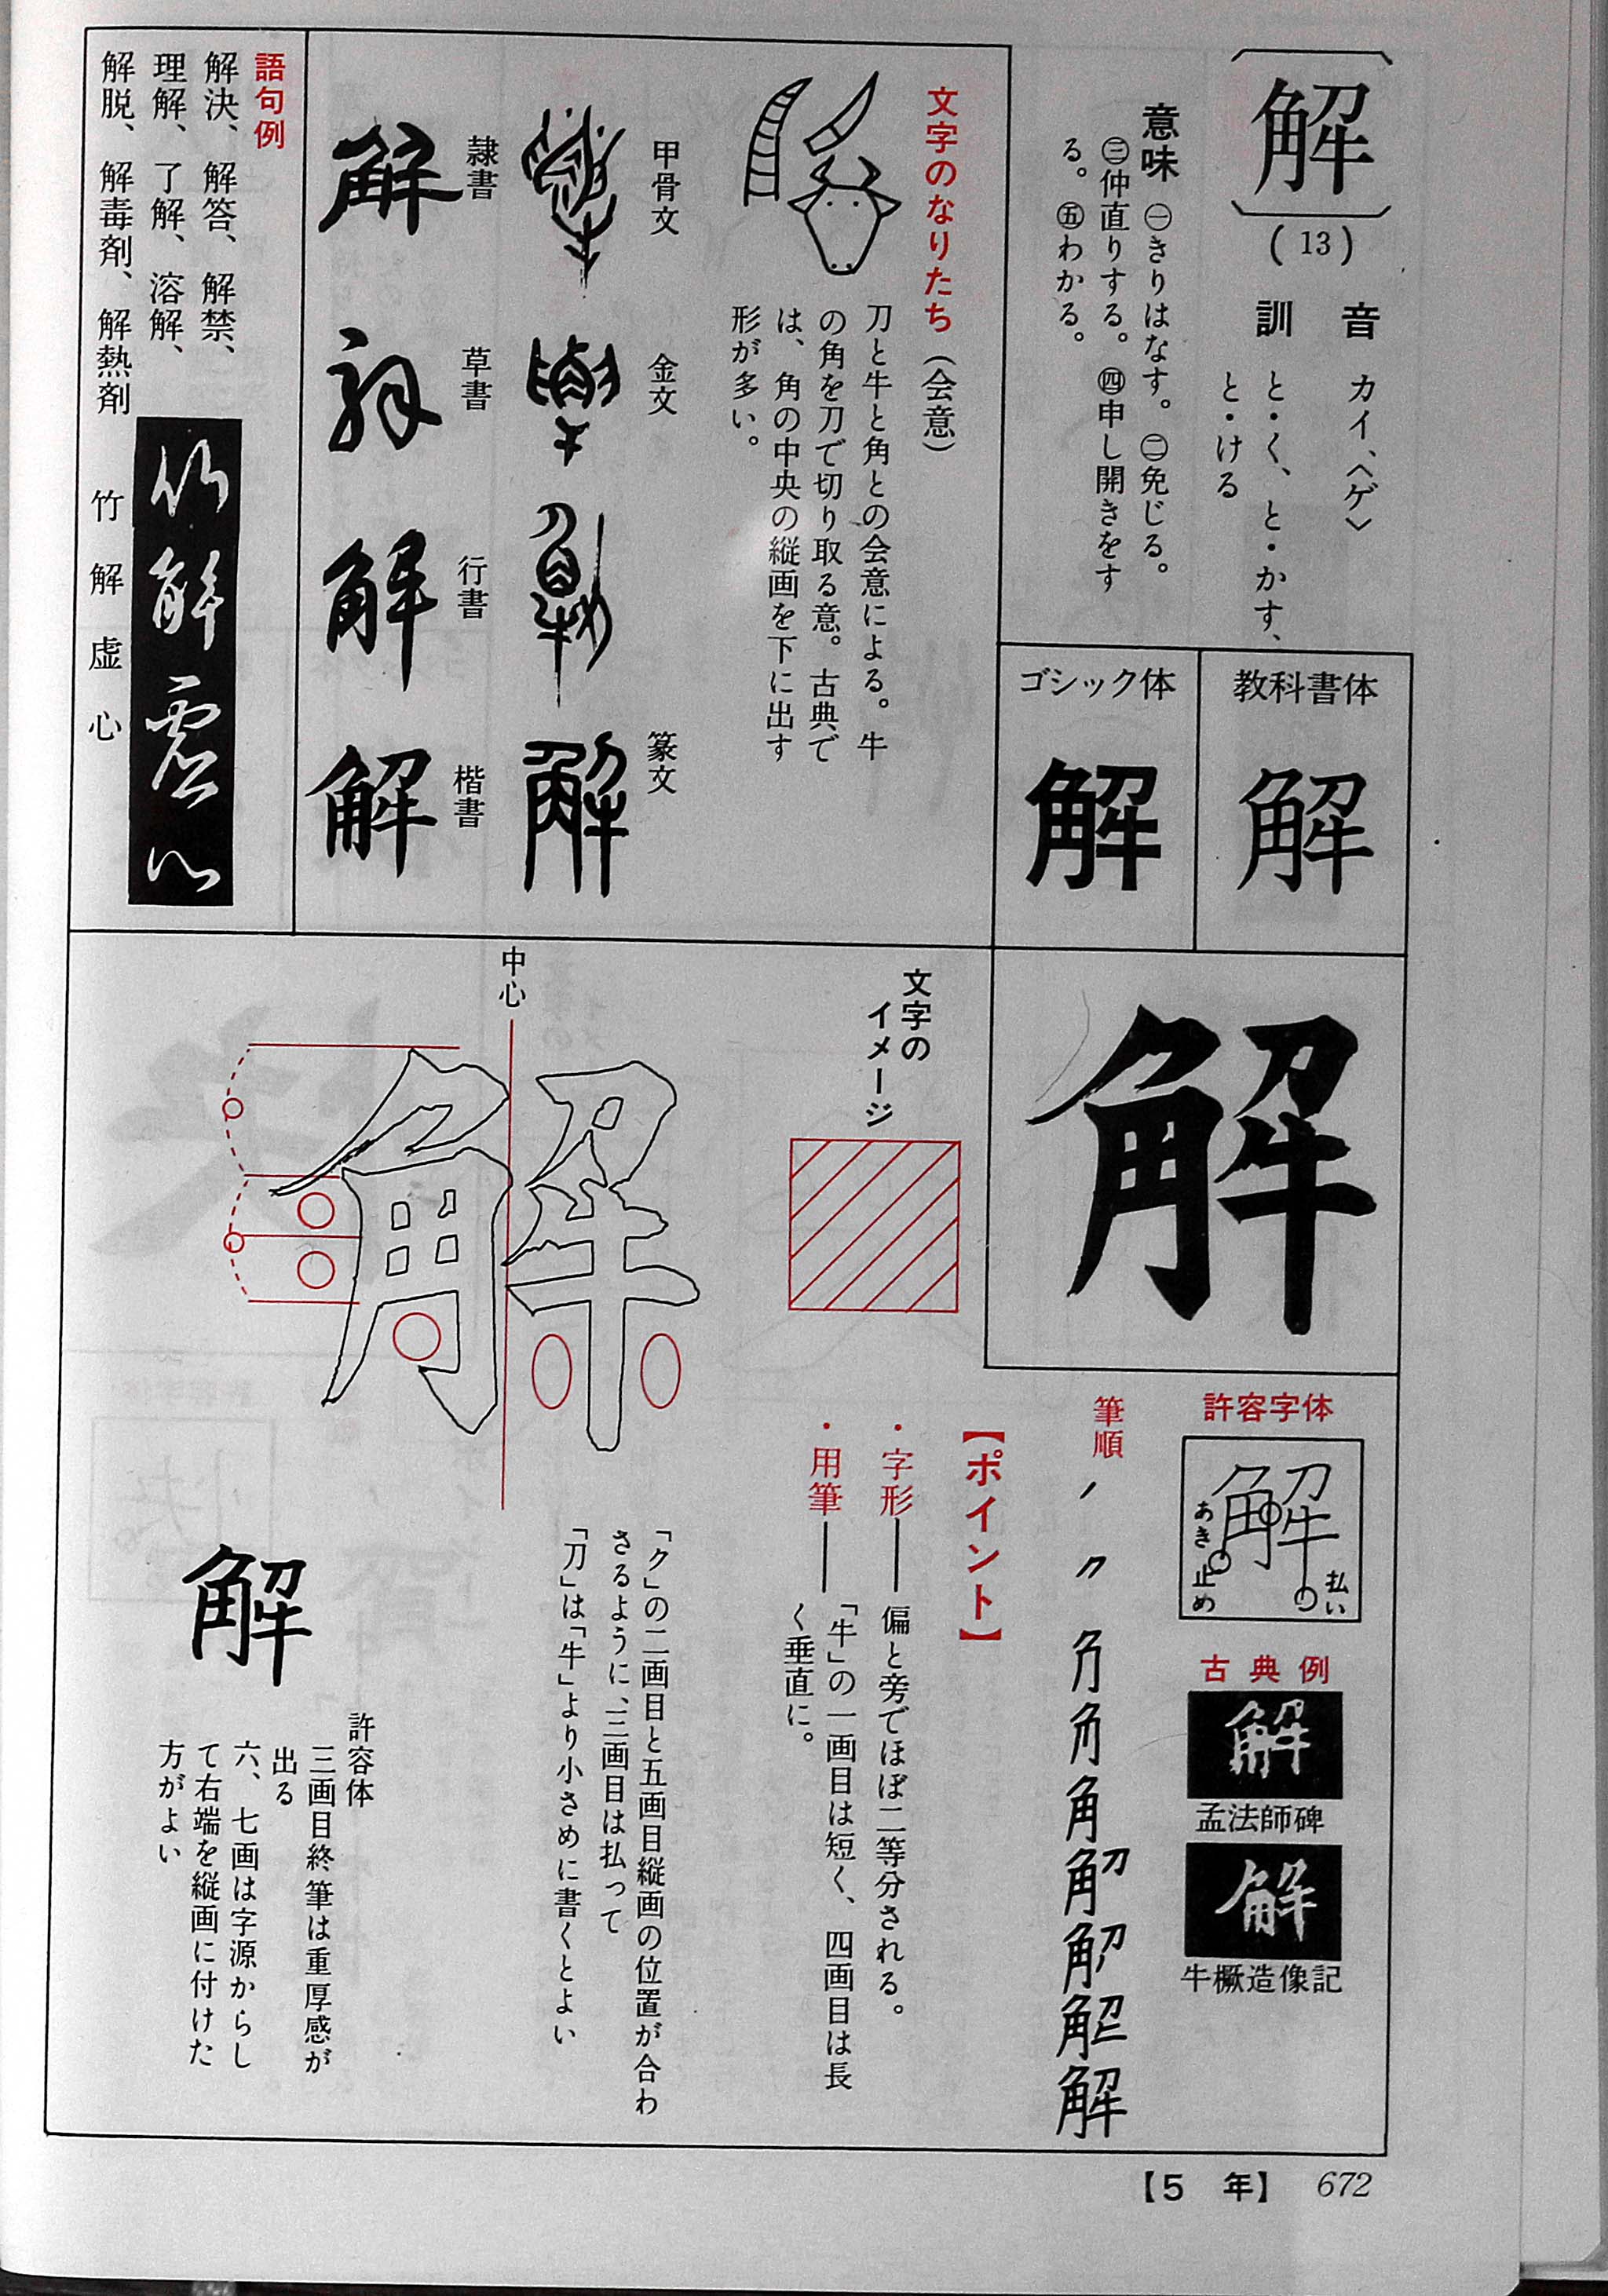 解
(13)
音 カイ、〈ゲ〉
訓 と・く、と・かす、
と・ける
意味 ㊀きりはなす。㊁免じる。
㊂仲直りする。㊃申し開きをす
る。㊄わかる。
教科書体
解
ゴシック体
解
文字のなりたち（会意）
刀と牛と角との会意による。牛
の角を刀で切り取る意。古典で
は、角の中央の縦画を下に出す
形が多い。
甲骨文
金文
篆文
隷書
草書
行書
楷書
解
解
解
解
語句例
解決、解答、解禁、
理解、了解、溶解、
解脱、解毒剤、解熱剤
竹解虚心
竹解虚心
解
許容字体
解
払い
あき
止め
古典例
解
孟法師碑
解
牛橛造像記
筆順
角
解
【ポイント】
・字形―偏と旁でほぼ二等分される。
・用筆―「牛」の一画目は短く、四画目は長
く垂直に。
文字の
イメージ
中心
解
「ク」の二画目と五画目縦画の位置が合わ
さるように、三画目は払って
「刀」は「牛」より小さめに書くとよい
許容体
三画目終筆は重厚感が
出る
六、七画は字源からし
て右端を縦画に付けた
方がよい
解
【5 年】 672